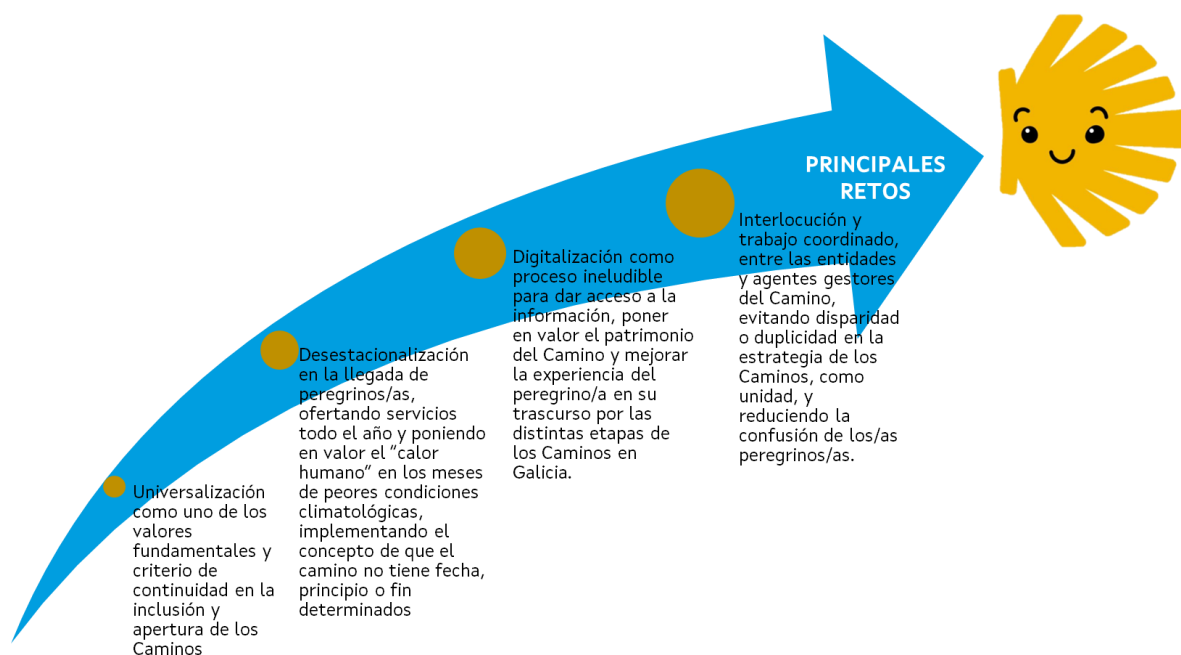 PRINCIPALES
RETOS
Universalización
como uno de los
valores
fundamentales y
criterio de
continuidad en la
inclusión y
apertura de los
Caminos
Desestacionalización
en la llegada de
peregrinos/as,
ofertando servicios
todo el año y poniendo
en valor el "calor
humano" en los meses
de peores condiciones
climatológicas,
implementando el
concepto de que el
camino no tiene fecha,
principio o fin
determinados
Digitalización como
proceso ineludible
para dar acceso a la
información, poner
en valor el patrimonio
del Camino y mejorar
la experiencia del
peregrino/a en su
trascurso por las
distintas etapas de
los Caminos en
Galicia.
Interlocución y
trabajo coordinado,
entre las entidades
y agentes gestores
del Camino,
evitando disparidad
o duplicidad en la
estrategia de los
Caminos, como
unidad, y
reduciendo la
confusión de los/as
peregrinos/as.